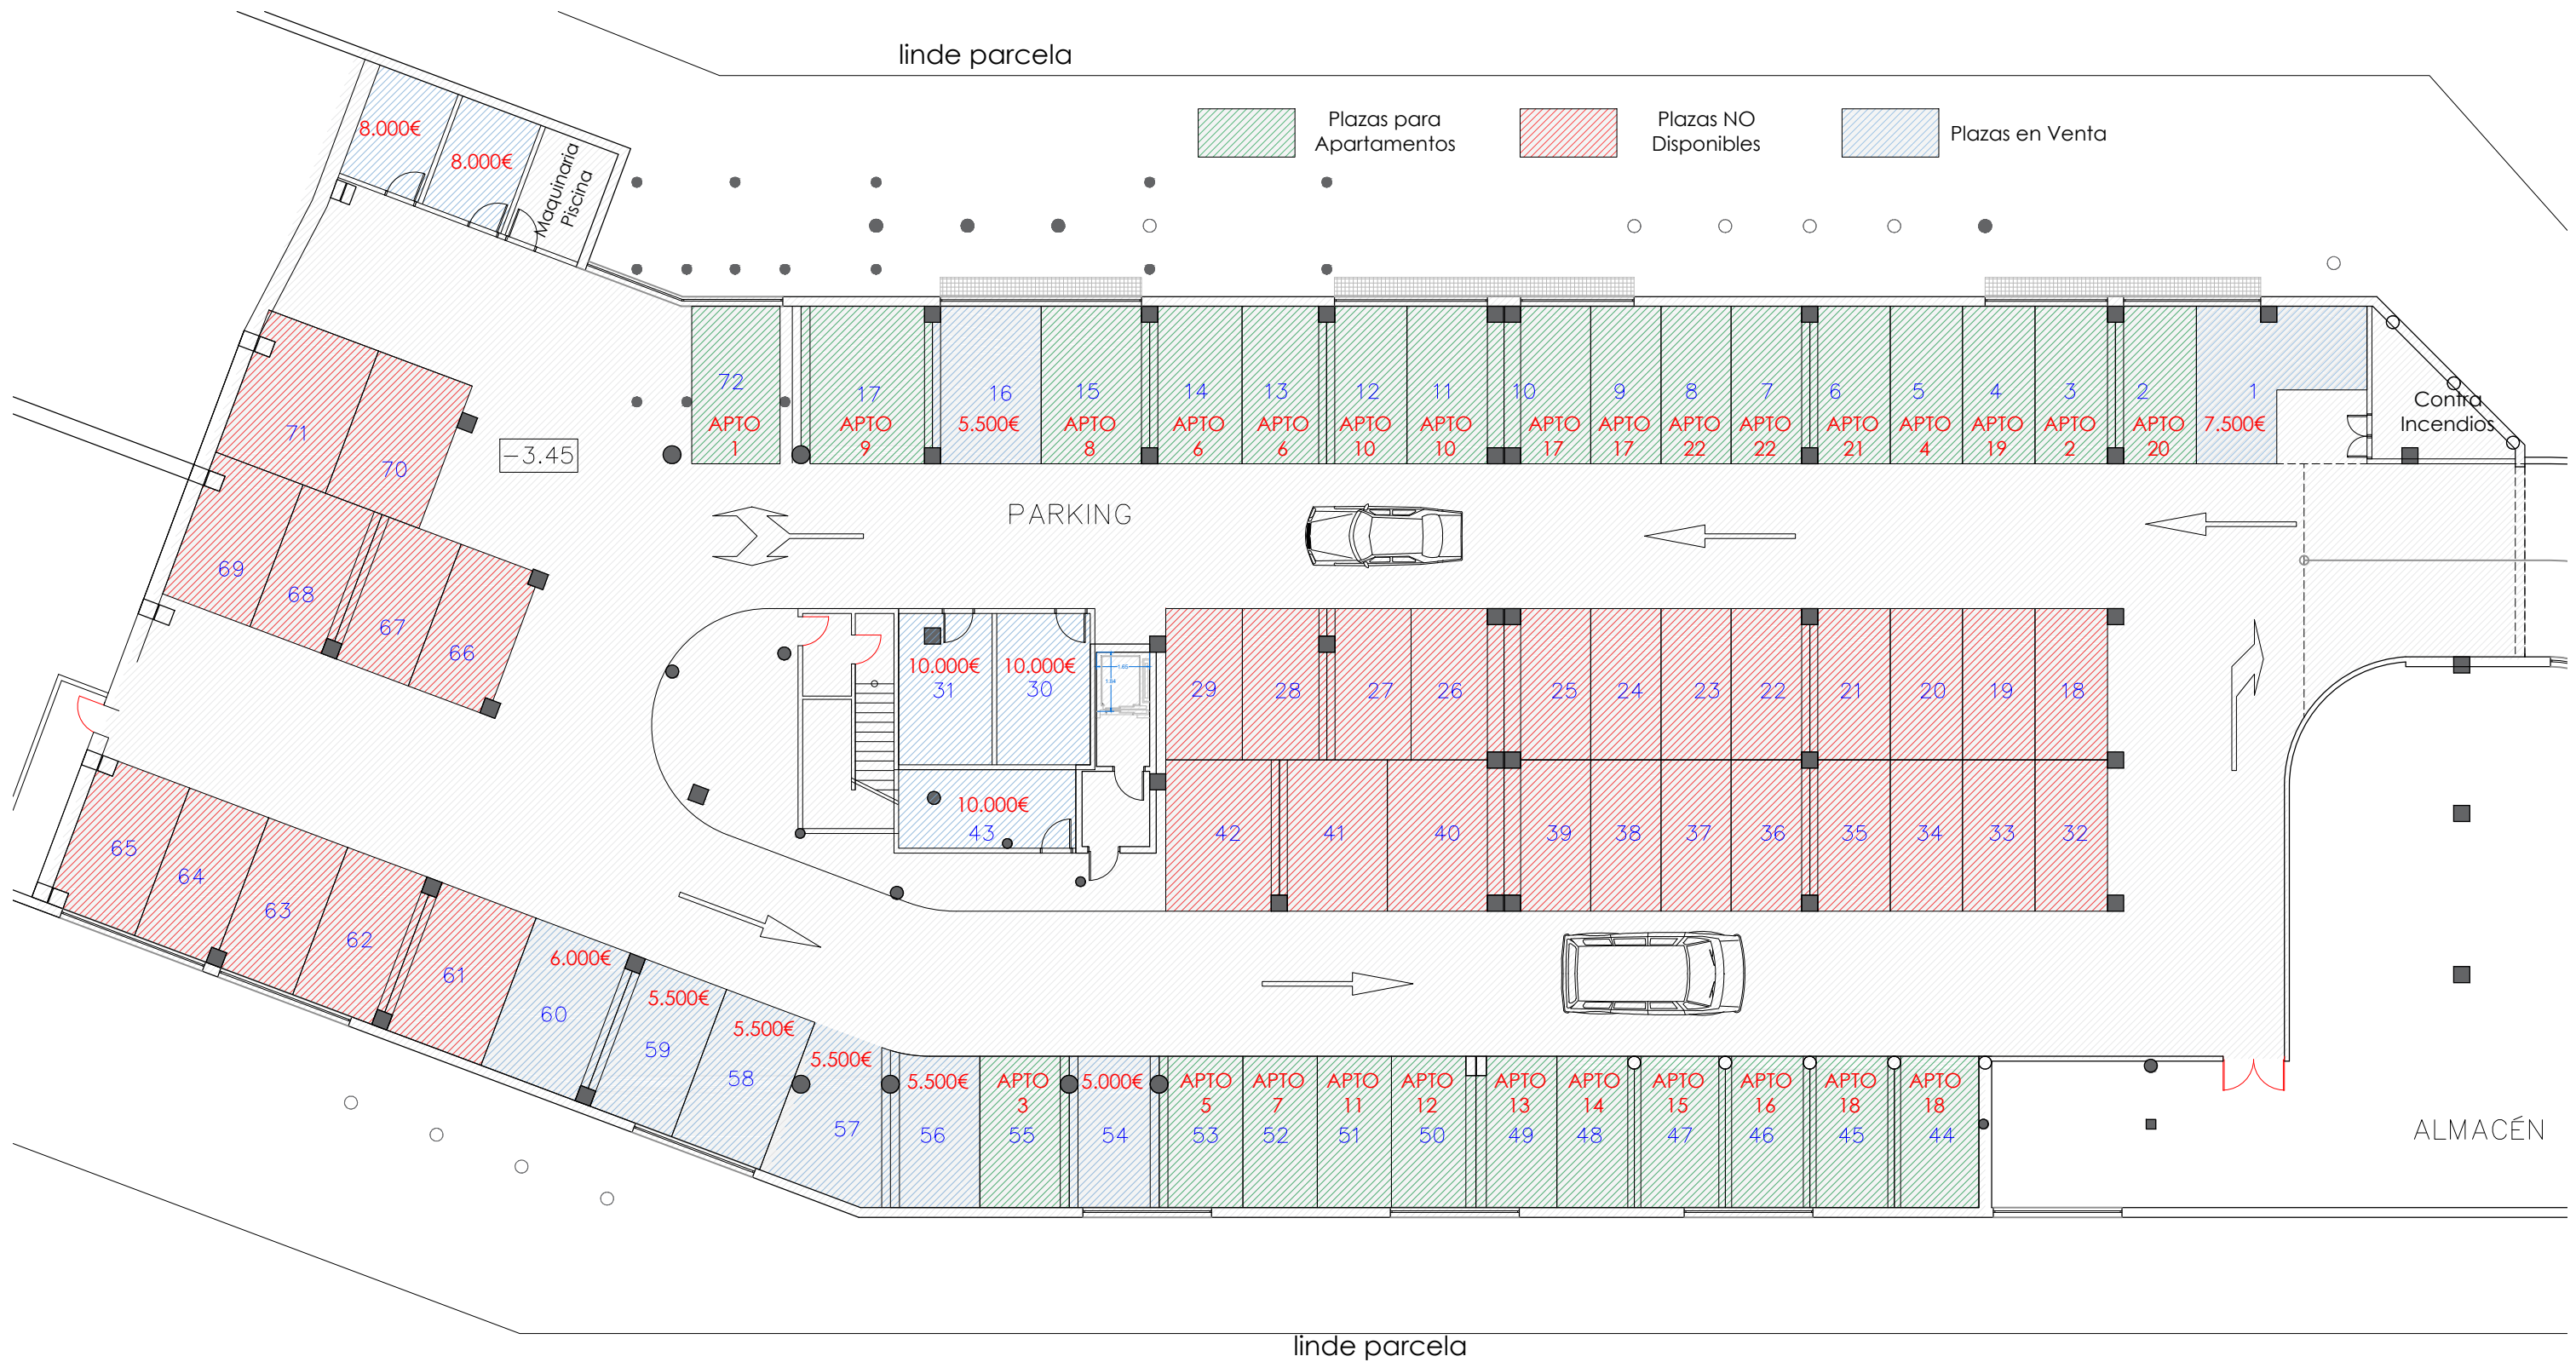 linde parcela
Plazas para
Apartamentos
Plazas NO
Disponibles
Plazas en Venta
8.000€
8.000€
Maquinaria
Piscina
72
APTO
1
17
APTO
9
16
5.500€
15
APTO
8
14
APTO
6
13
APTO
6
12
APTO
10
11
APTO
10
10
APTO
17
9
APTO
17
8
APTO
22
7
APTO
22
6
APTO
21
5
APTO
4
4
APTO
19
3
APTO
2
2
APTO
20
1
7.500€
Contra
Incendios
71
70
-3.45
PARKING
69
68
67
66
10.000€
31
10.000€
30
29
28
27
26
25
24
23
22
21
20
19
18
10.000€
43
42
41
40
39
38
37
36
35
34
33
32
65
64
63
62
61
6.000€
60
5.500€
59
5.500€
58
5.500€
57
5.500€
56
APTO
3
55
5.000€
54
APTO
5
53
APTO
7
52
APTO
11
51
APTO
12
50
APTO
13
49
APTO
14
48
APTO
15
47
APTO
16
46
APTO
18
45
APTO
18
44
ALMACÉN
linde parcela